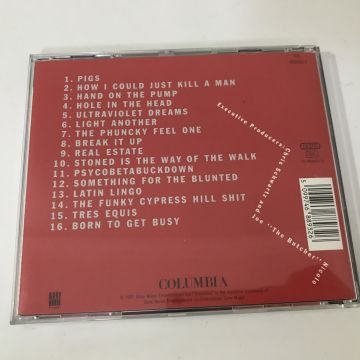 1. PIGS
2. HOW I COULD JUST KILL A MAN
3. HAND ON THE PUMP
4. HOLE IN THE HEAD
5. ULTRAVIOLET DREAMS
6. LIGHT ANOTHER
7. THE PHUNCKY FEEL ONE
8. BREAK IT UP
9. REAL ESTATE
10. STONED IS THE WAY OF THE WALK
11. PSYCOBETABUCKDOWN
12. SOMETHING FOR THE BLUNTED
13. LATIN LINGO
14. THE FUNKY CYPRESS HILL SHIT
15. TRES EQUIS
16. BORN TO GET BUSY
Executive Producers: Chris Schwartz and Joe "The Butcher" Nicolo
5 099746 889326
COLUMBIA